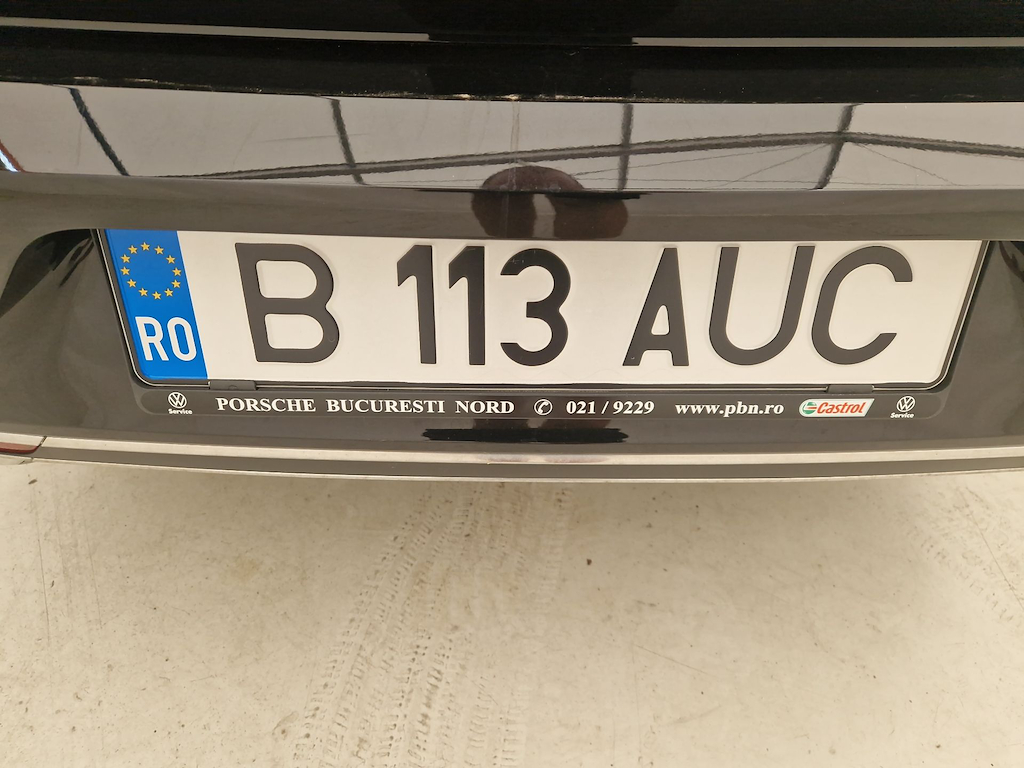 RO B 113 AUC
Service PORSCHE BUCURESTI NORD ✆ 021 / 9229 www.pbn.ro Castrol Service